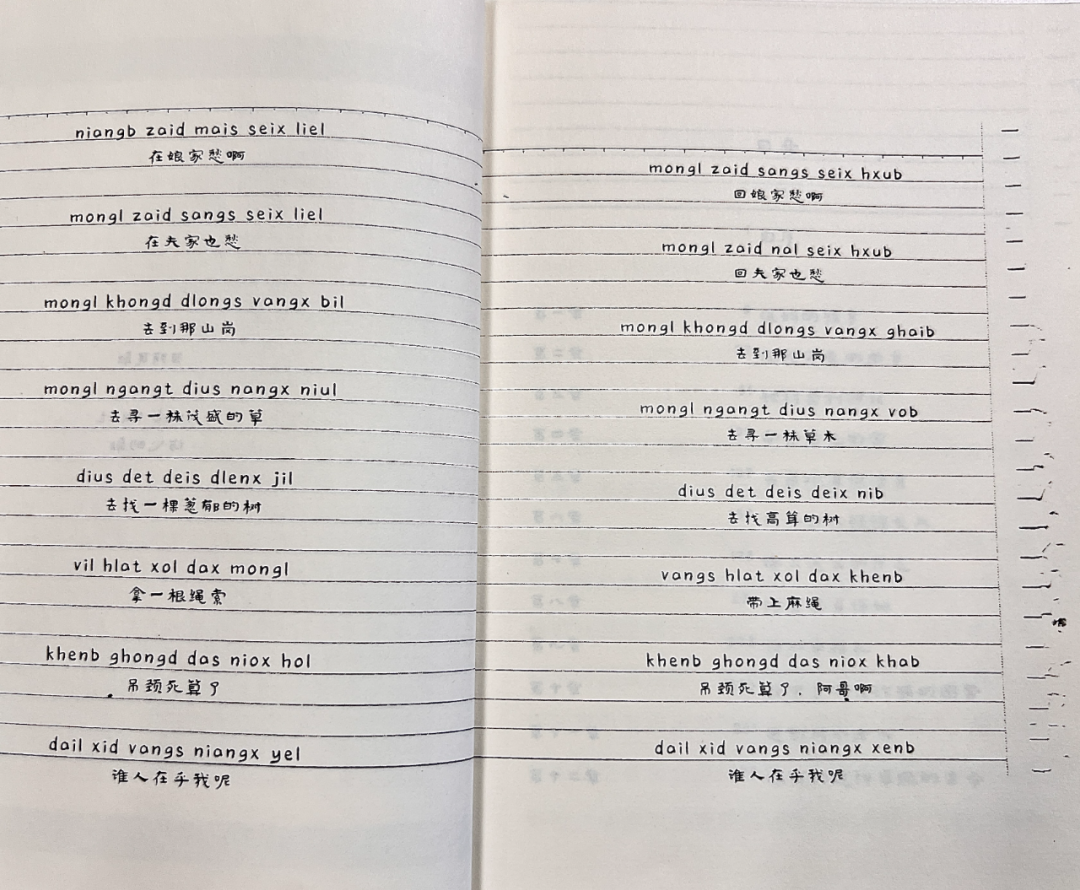 niangb zaid mais seix liel
在娘家愁啊
mongl zaid sangs seix liel
在夫家也愁
mongl khongd dlongs vangx bil
去到那山岗
mongl ngangt dius nangx niul
去寻一株茂盛的草
dius det deis dlenx jil
去找一棵葱郁的树
vil hlat xol dax mongl
拿一根绳索
khenb ghongd das niox hol
吊颈死算了
dail xid vangs niangx yel
谁人在乎我呢
mongl zaid sangs seix hxub
回娘家愁啊
mongl zaid nal seix hxub
回夫家也愁
mongl khongd dlongs vangx ghaib
去到那山岗
mongl ngangt dius nangx vob
去寻一株草木
dius det deis deix nib
去找高耸的树
vangs hlat xol dax khenb
带上麻绳
khenb ghongd das niox khab
吊颈死算了，阿哥啊
dail xid vangs niangx xenb
谁人在乎我呢